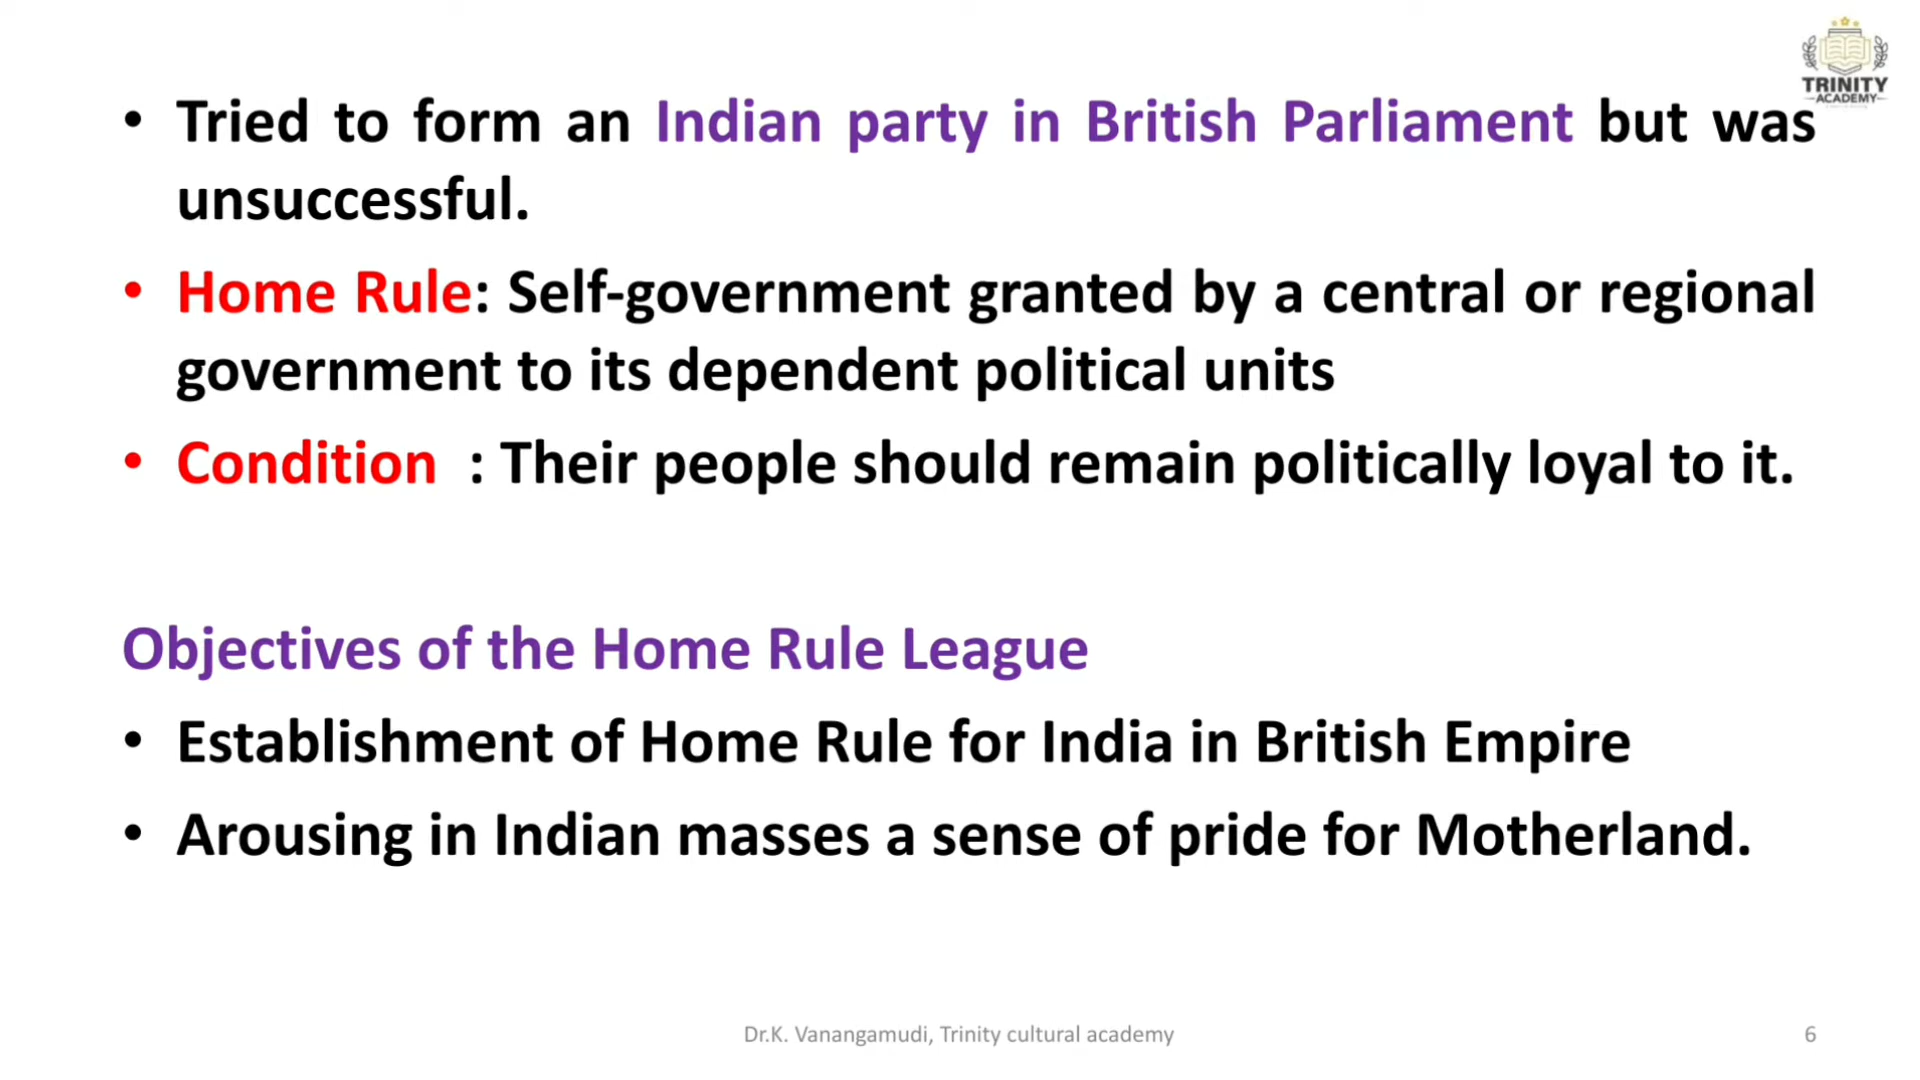 TRINITY
ACADEMY
• Tried to form an Indian party in British Parliament but was
unsuccessful.
• Home Rule: Self-government granted by a central or regional
government to its dependent political units
• Condition : Their people should remain politically loyal to it.
Objectives of the Home Rule League
• Establishment of Home Rule for India in British Empire
• Arousing in Indian masses a sense of pride for Motherland.
Dr.K. Vanangamudi, Trinity cultural academy
6